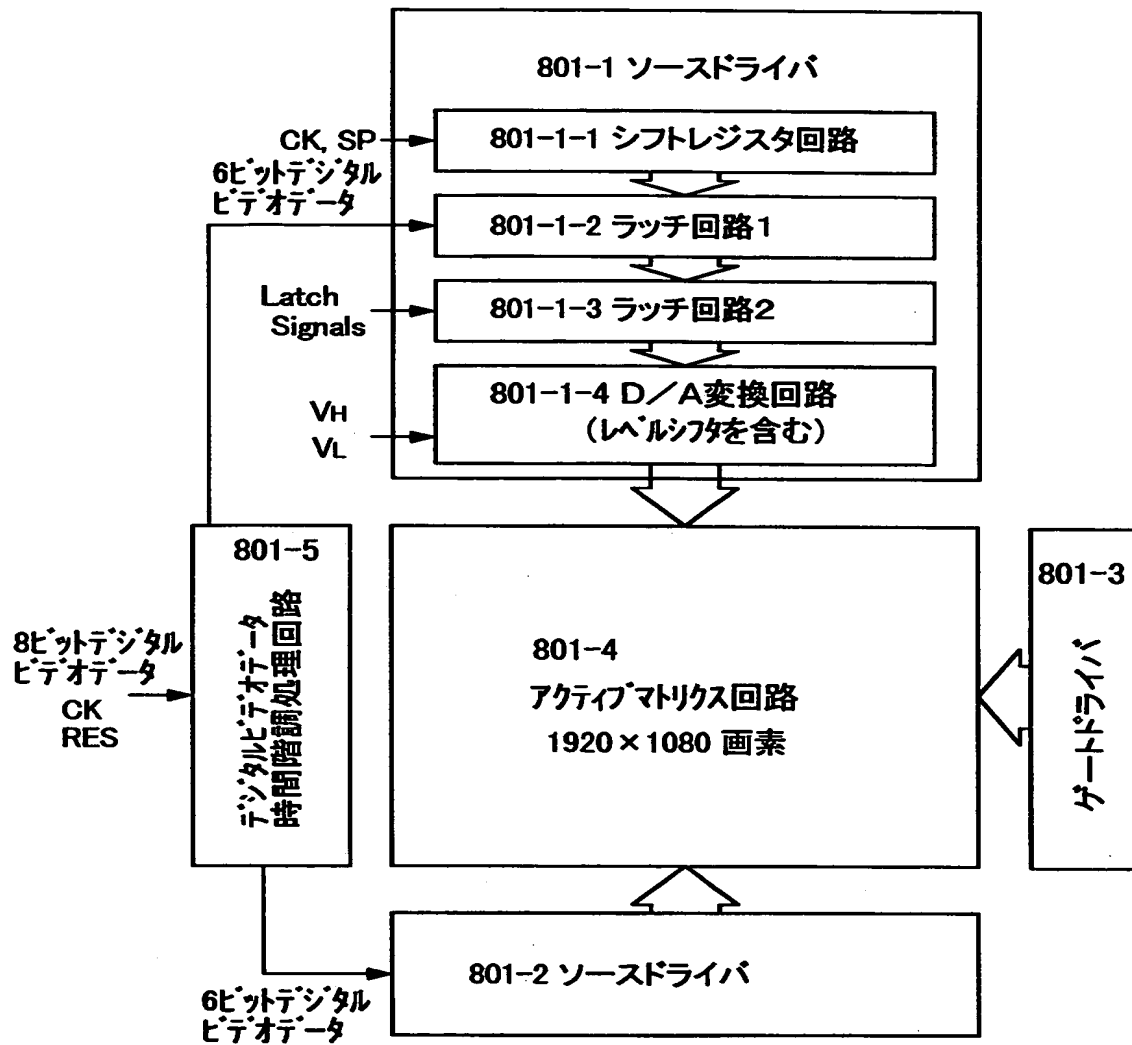 801-1 ソースドライバ
CK, SP
801-1-1 シフトレジスタ回路
6ビットデジタル
ビデオデータ
801-1-2 ラッチ回路1
Latch
Signals
801-1-3 ラッチ回路2
VH
VL
801-1-4 D／A変換回路
(レベルシフタを含む)
801-5
デジタルビデオデータ
時間階調処理回路
8ビットデジタル
ビデオデータ
CK
RES
801-4
アクティブマトリクス回路
1920×1080 画素
801-3
ゲートドライバ
801-2 ソースドライバ
6ビットデジタル
ビデオデータ